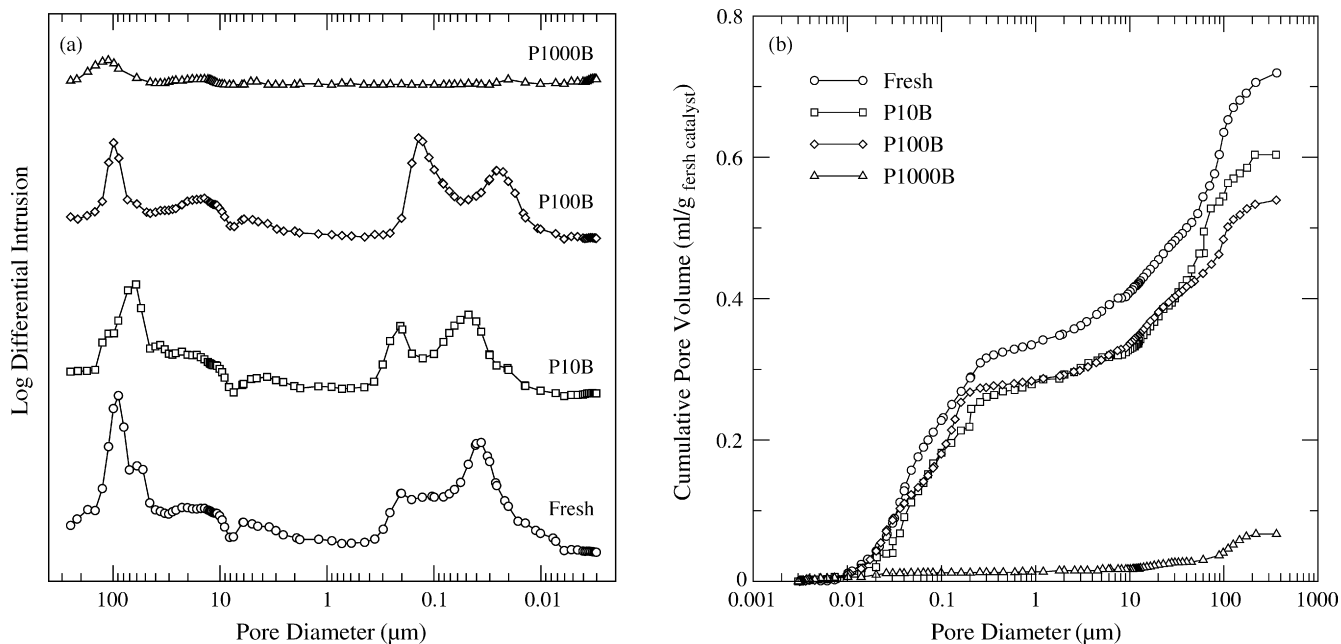 (a)
P1000B
P100B
P10B
Fresh
Log Differential Intrusion
100
10
1
0.1
0.01
Pore Diameter (μm)
(b)
Fresh
P10B
P100B
P1000B
Cumulative Pore Volume (ml/g fersh catalyst)
0.8
0.6
0.4
0.2
0
0.001
0.01
0.1
1
10
100
1000
Pore Diameter (μm)